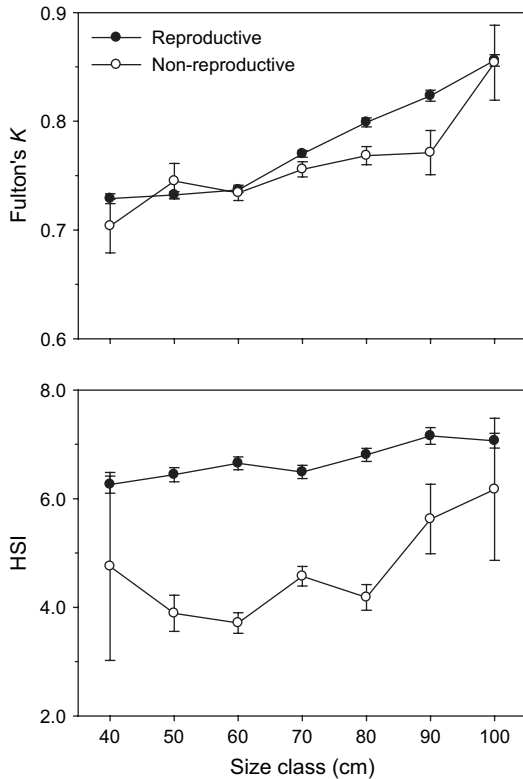 0.9
Reproductive
Non-reproductive
0.8
0.7
0.6
Fulton's K
8.0
6.0
4.0
2.0
HSI
40 50 60 70 80 90 100
Size class (cm)